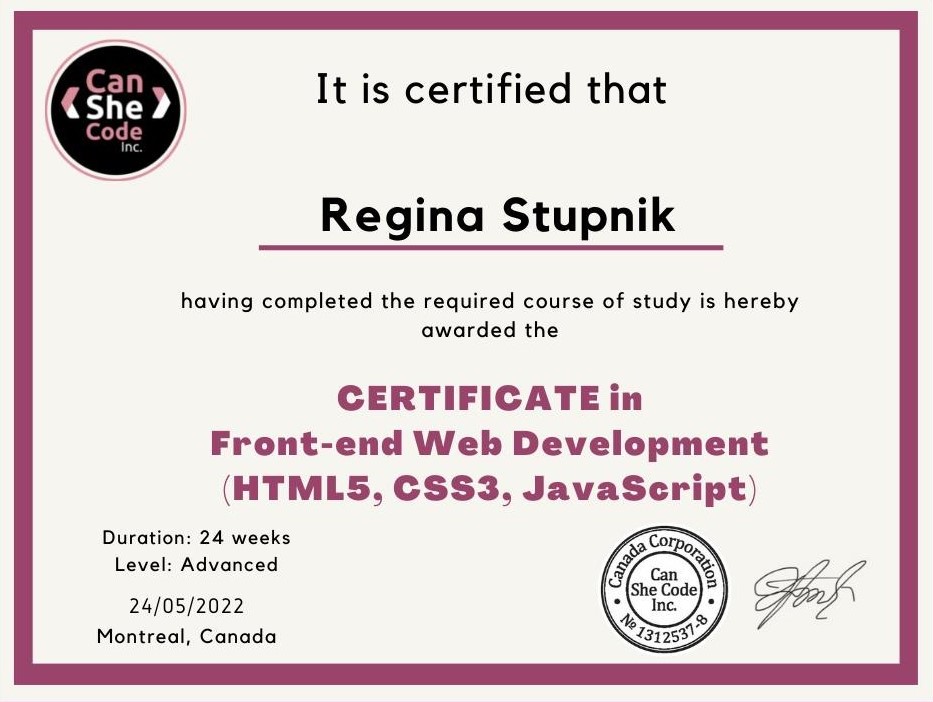 Can
She
Code
Inc.
It is certified that
Regina Stupnik
having completed the required course of study is hereby
awarded the
CERTIFICATE in
Front-end Web Development
(HTML5, CSS3, JavaScript)
Duration: 24 weeks
Level: Advanced
24/05/2022
Montreal, Canada
Canada Corporation
Can
She Code
Inc.
№ 1312537-8